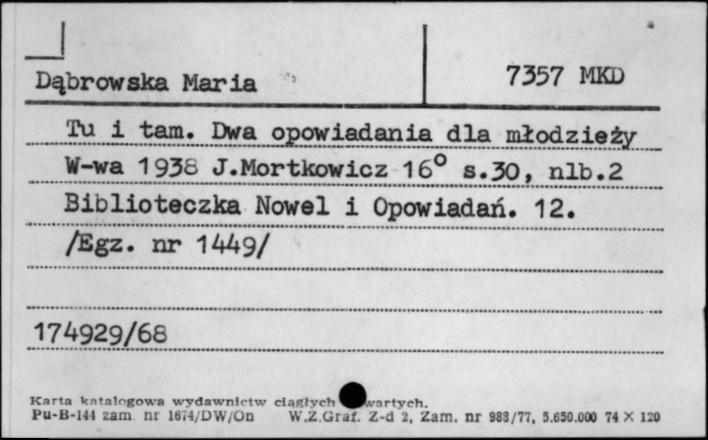 Dąbrowska Maria 7357 MKD
Tu i tam. Dwa opowiadania dla młodzieży
W-wa 1938 J.Mortkowicz 16° s.30, nlb.2
Biblioteczka Nowel i Opowiadań. 12.
/Egz. nr 1449/
174929/68
Karta katalogowa wydawnictw ciągłych wartych.
Pu-B-144 zam. nr 1674/DW/On W.Z.Graf. Z-d 2, Zam. nr 983/77, 5.650.000 74 X 120